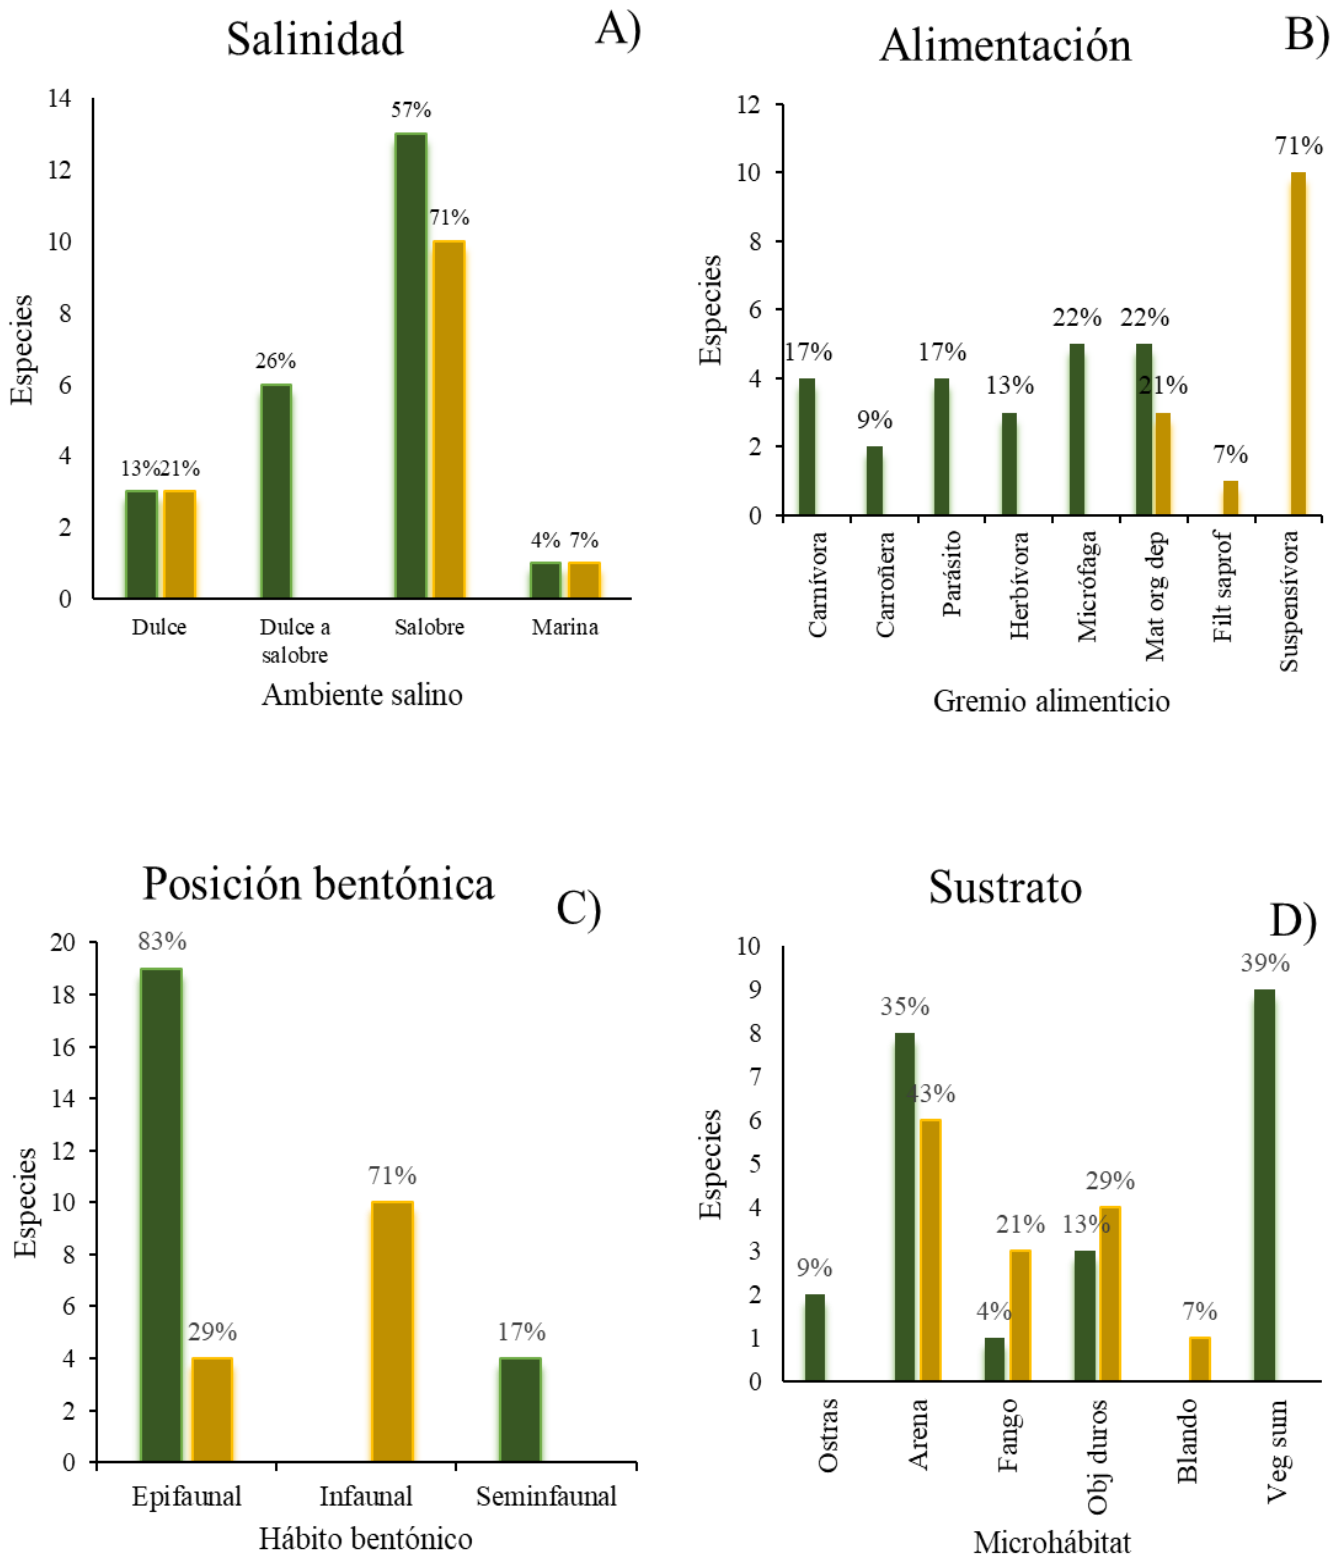 Salinidad
A)
14
12
10
8
6
4
2
0
Especies
57%
71%
26%
13%
21%
4%
7%
Dulce
Dulce a
salobre
Salobre
Marina
Ambiente salino
Alimentación
B)
12
10
8
6
4
2
0
Especies
17%
9%
17%
13%
22%
22%
21%
7%
71%
Carnívora
Carroñera
Parásito
Herbívora
Micrófaga
Mat org dep
Filt saprof
Suspensívora
Gremio alimenticio
Posición bentónica
C)
20
18
16
14
12
10
8
6
4
2
0
Especies
83%
29%
71%
17%
Epifaunal
Infaunal
Seminfaunal
Hábito bentónico
Sustrato
D)
10
9
8
7
6
5
4
3
2
1
0
Especies
9%
35%
43%
4%
21%
13%
29%
7%
39%
Ostras
Arena
Fango
Obj duros
Blando
Veg sum
Microhábitat